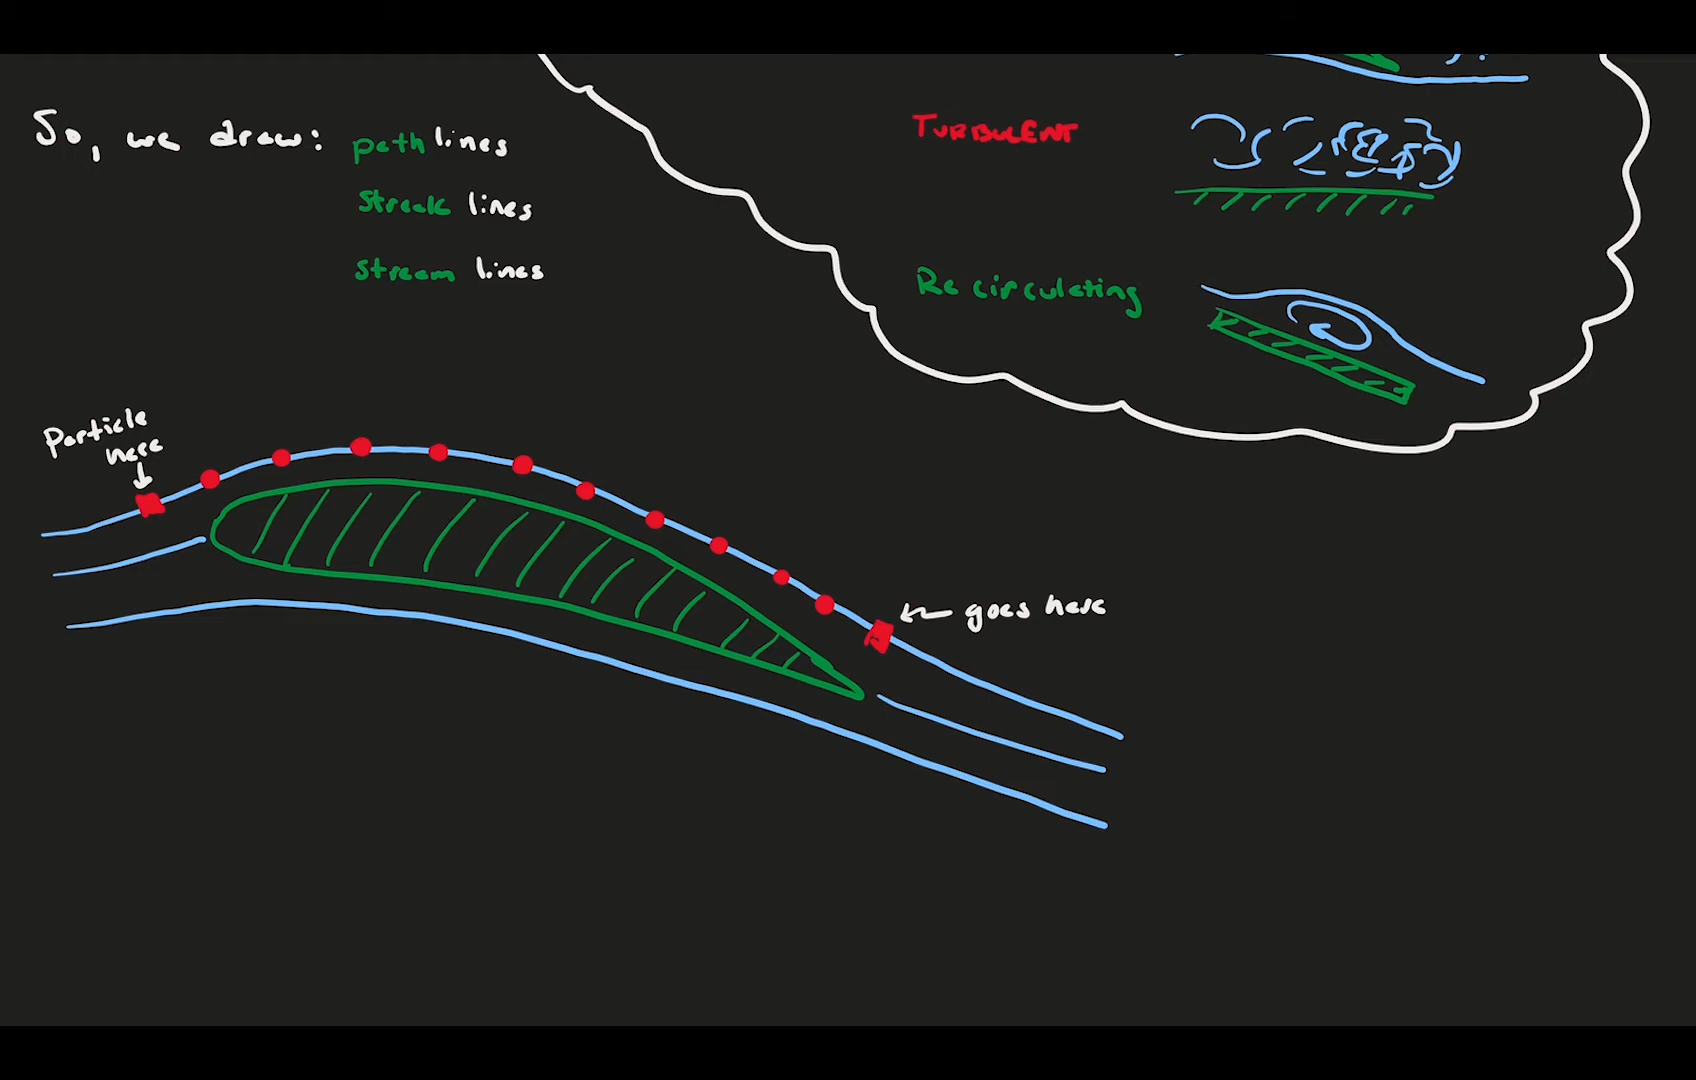 So, we draw: path lines
streak lines
stream lines
TURBULENT
Recirculating
Particle
here
goes here